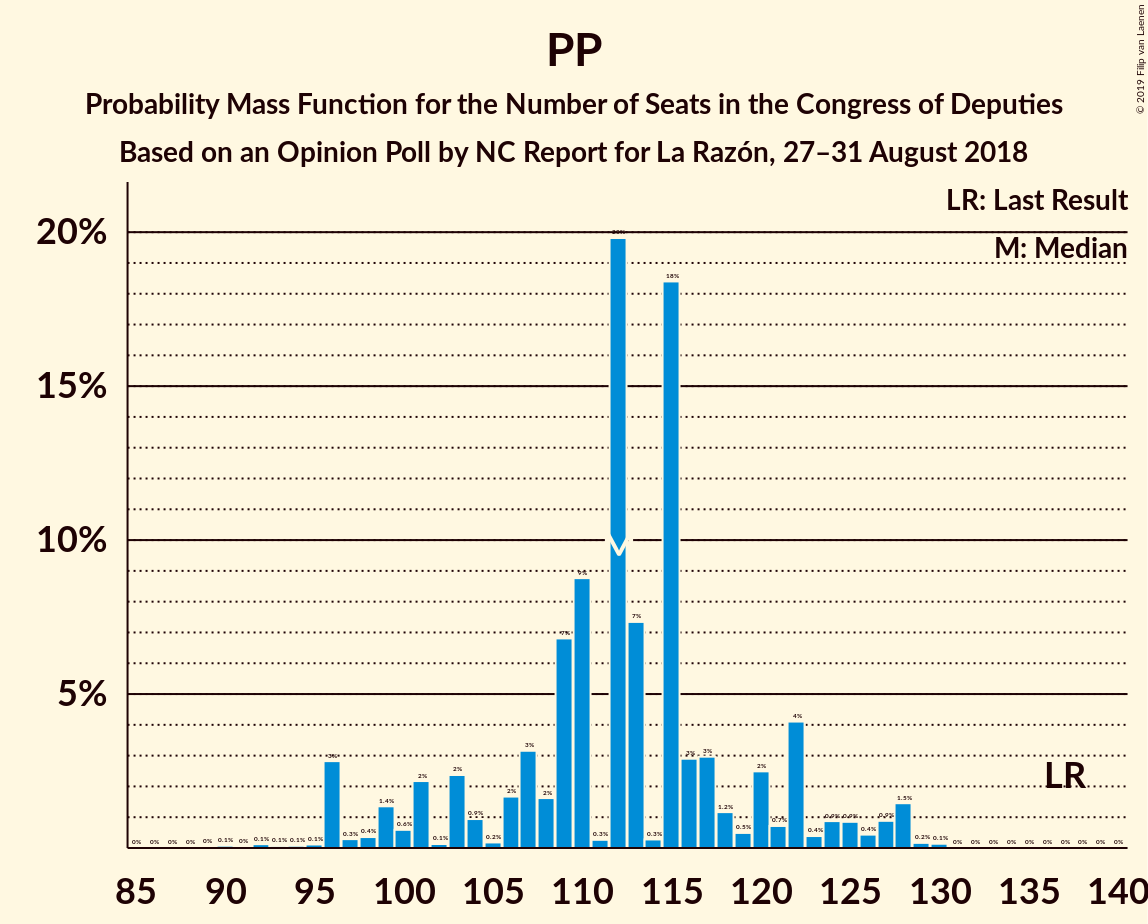 PP
Probability Mass Function for the Number of Seats in the Congress of Deputies
Based on an Opinion Poll by NC Report for La Razón, 27–31 August 2018
© 2019 Filip van Laenen
LR: Last Result
M: Median
20%
15%
10%
5%
0% 0% 0% 0% 0% 0.1% 0% 0.1% 0.1% 0.1% 0.1% 3% 0.3% 0.4% 1.4% 0.6% 2% 0.1% 2% 0.9% 0.2% 2% 3% 2% 7% 9% 0.3% 20% 7% 0.3% 18% 3% 3% 1.2% 0.5% 2% 0.7% 4% 0.4% 0.9% 0.9% 0.4% 0.9% 1.5% 0.2% 0.1% 0% 0% 0% 0% 0% 0% 0% 0% 0% 0%
LR
85 90 95 100 105 110 115 120 125 130 135 140